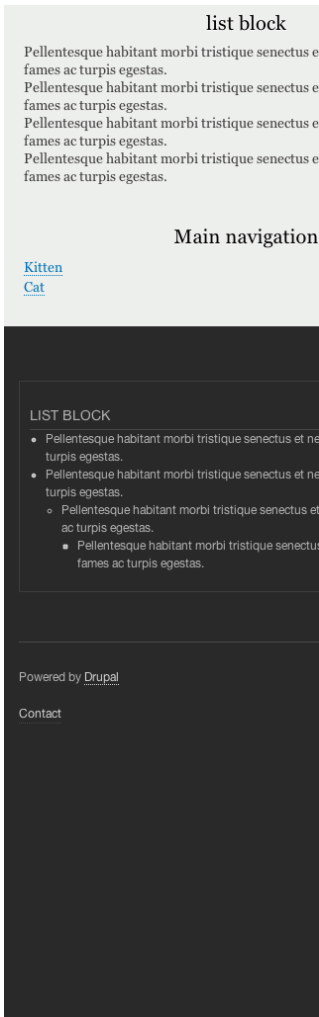 list block
Pellentesque habitant morbi tristique senectus e
fames ac turpis egestas.
Pellentesque habitant morbi tristique senectus e
fames ac turpis egestas.
Pellentesque habitant morbi tristique senectus e
fames ac turpis egestas.
Pellentesque habitant morbi tristique senectus e
fames ac turpis egestas.
Main navigation
Kitten
Cat
LIST BLOCK
Pellentesque habitant morbi tristique senectus et ne
turpis egestas.
Pellentesque habitant morbi tristique senectus et ne
turpis egestas.
Pellentesque habitant morbi tristique senectus et
ac turpis egestas.
Pellentesque habitant morbi tristique senectus
fames ac turpis egestas.
Powered by Drupal
Contact